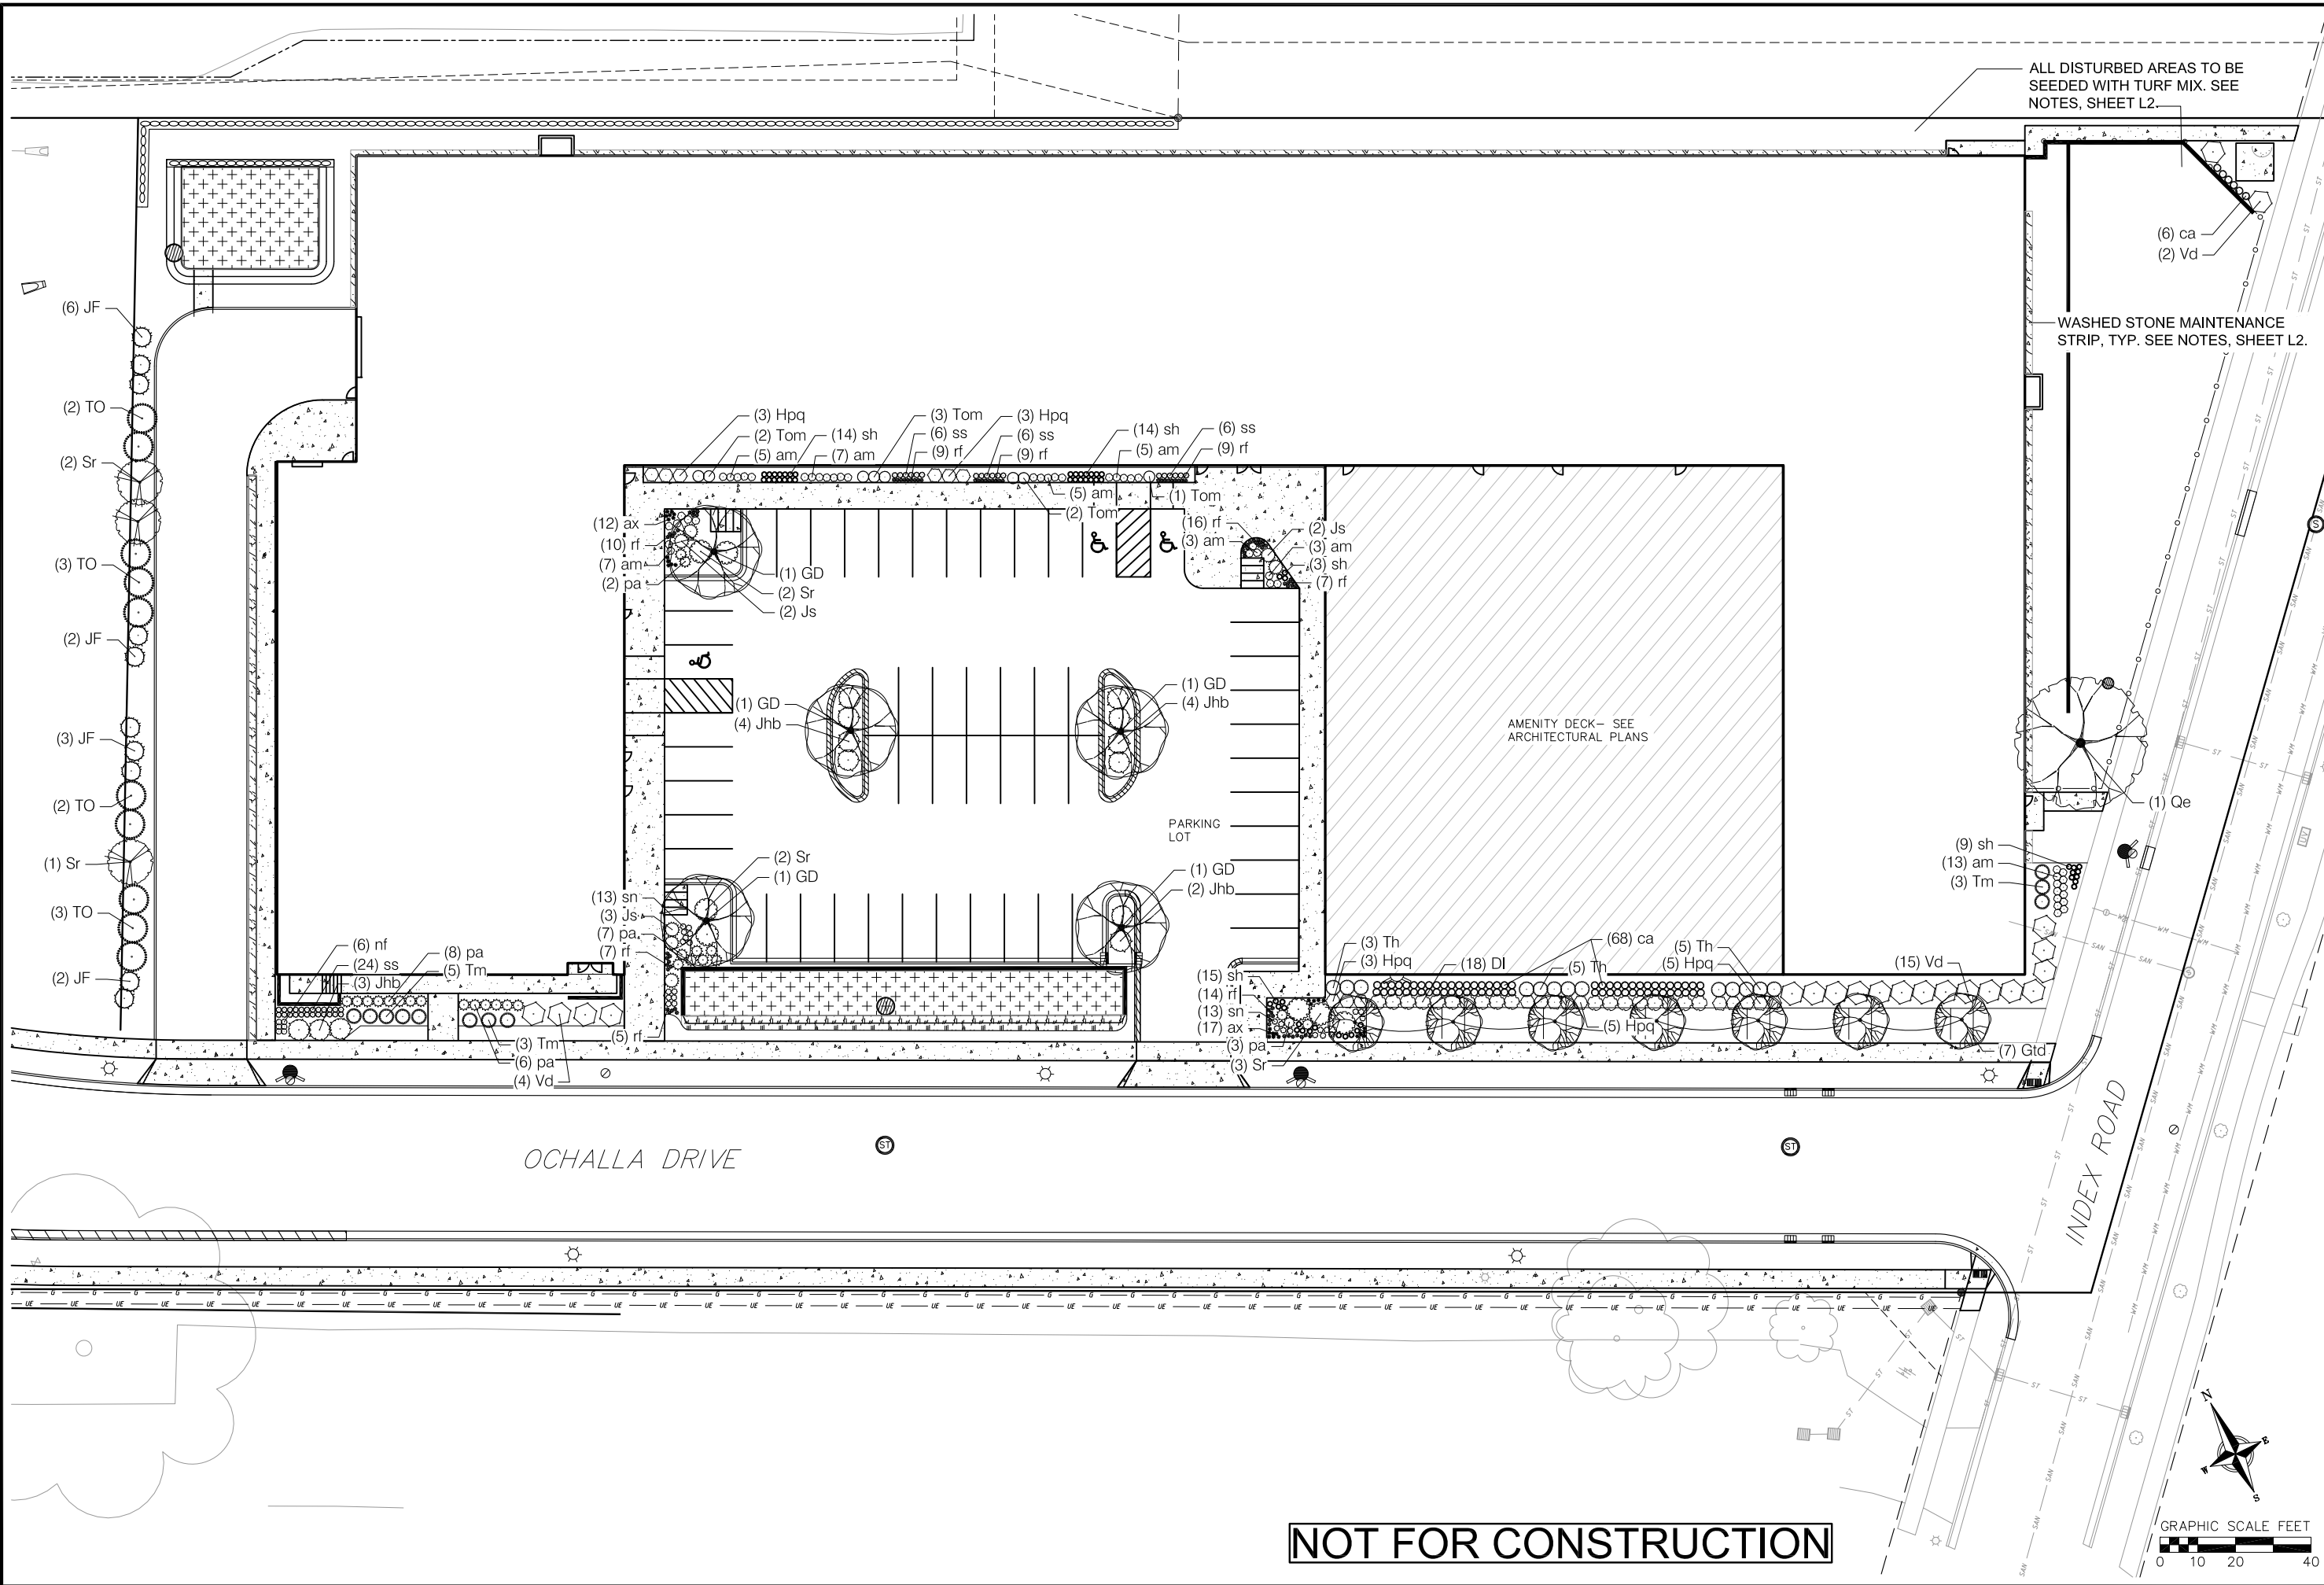 ALL DISTURBED AREAS TO BE
SEEDED WITH TURF MIX. SEE
NOTES, SHEET L2.
(6) ca
(2) Vd
WASHED STONE MAINTENANCE
STRIP, TYP. SEE NOTES, SHEET L2.
(6) JF
(2) TO
(2) Sr
(3) TO
(2) JF
(3) JF
(2) TO
(1) Sr
(3) TO
(2) JF
(3) Hpq
(2) Tom
(5) am
(14) sh
(7) am
(3) Tom
(6) ss
(9) rf
(3) Hpq
(6) ss
(9) rf
(14) sh
(5) am
(6) ss
(9) rf
(5) am
(2) Tom
(1) Tom
(12) ax
(10) rf
(7) am
(2) pa
(1) GD
(2) Sr
(2) Js
(16) rf
(3) am
(2) Js
(3) am
(3) sh
(7) rf
(1) GD
(4) Jhb
(1) GD
(4) Jhb
AMENITY DECK- SEE
ARCHITECTURAL PLANS
PARKING
LOT
(1) Qe
(2) Sr
(1) GD
(13) sn
(3) Js
(7) pa
(7) rf
(5) rf
(1) GD
(2) Jhb
(9) sh
(13) am
(3) Tm
(6) nf
(24) ss
(3) Jhb
(8) pa
(5) Tm
(3) Tm
(6) pa
(4) Vd
(3) Th
(3) Hpq
(18) Dl
(68) ca
(5) Th
(5) Th
(5) Hpq
(15) Vd
(5) Hpq
(15) sh
(14) rf
(13) sn
(17) ax
(3) pa
(3) Sr
(7) Gtd
OCHALLA DRIVE
INDEX ROAD
ST
ST
S
N
E
S
W
NOT FOR CONSTRUCTION
GRAPHIC SCALE FEET
0 10 20 40